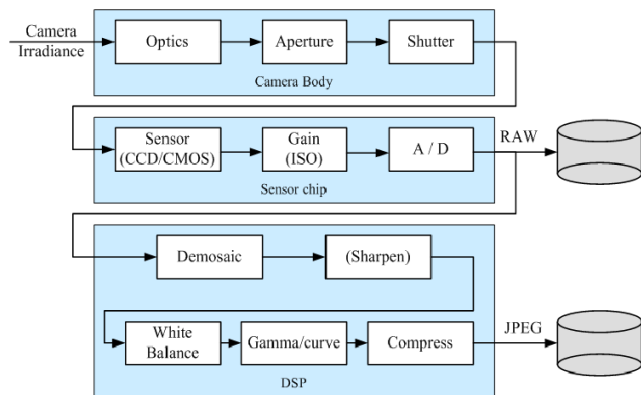 Camera
Irradiance
Optics
Aperture
Shutter
Camera Body
Sensor
(CCD/CMOS)
Gain
(ISO)
A / D
RAW
Sensor chip
Demosaic
(Sharpen)
White
Balance
Gamma/curve
Compress
JPEG
DSP